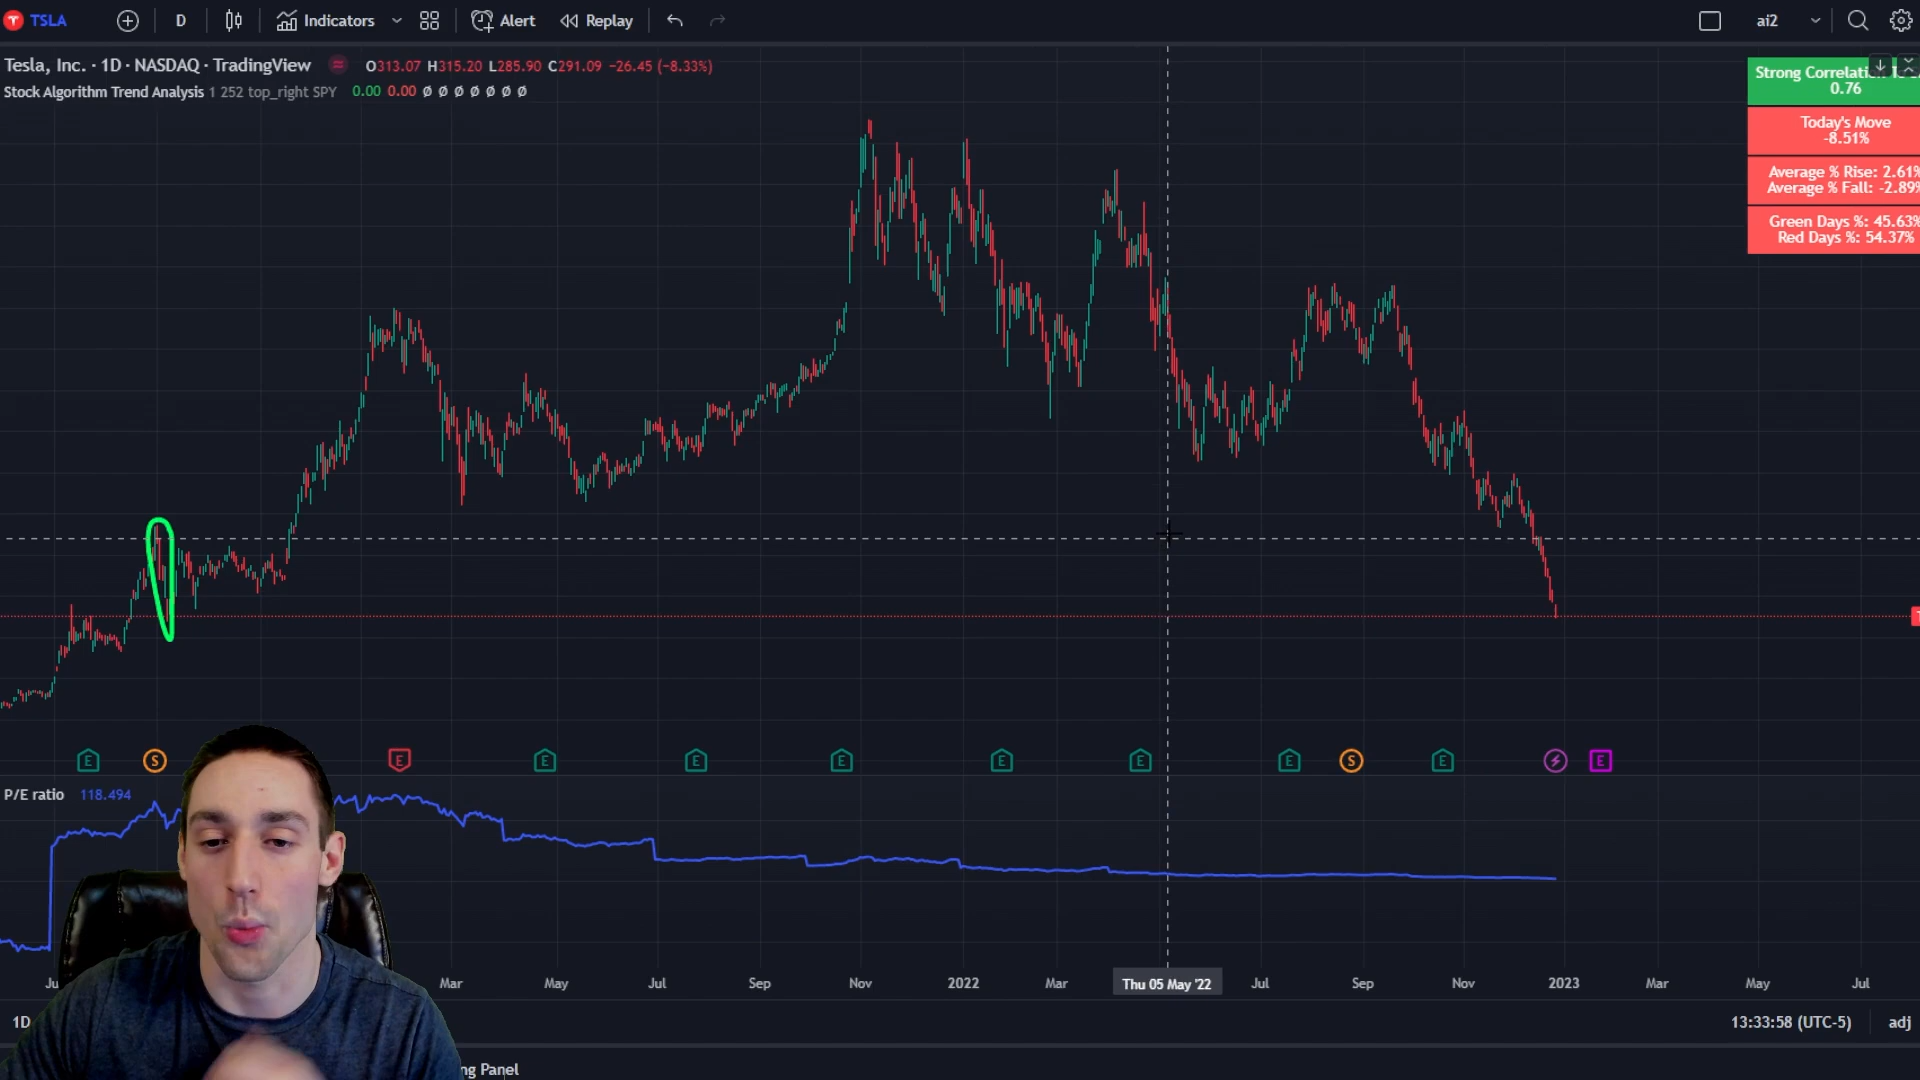 TSLA D Indicators Alert Replay ai2
Tesla, Inc. · 1D · NASDAQ · TradingView = O313.07 H315.20 L285.90 C291.09 -26.45 (-8.33%)
Stock Algorithm Trend Analysis 1 252 top_right SPY 0.00 0.00 Ø Ø Ø Ø Ø Ø Ø
Strong Correlati
0.76
Today's Move
-8.51%
Average % Rise: 2.61%
Average % Fall: -2.89%
Green Days %: 45.63%
Red Days %: 54.37%
E S E E E E E E E S E E
P/E ratio 118.494
Ju Mar May Jul Sep Nov 2022 Mar Thu 05 May '22 Jul Sep Nov 2023 Mar May Jul
1D 13:33:58 (UTC-5) adj
ng Panel